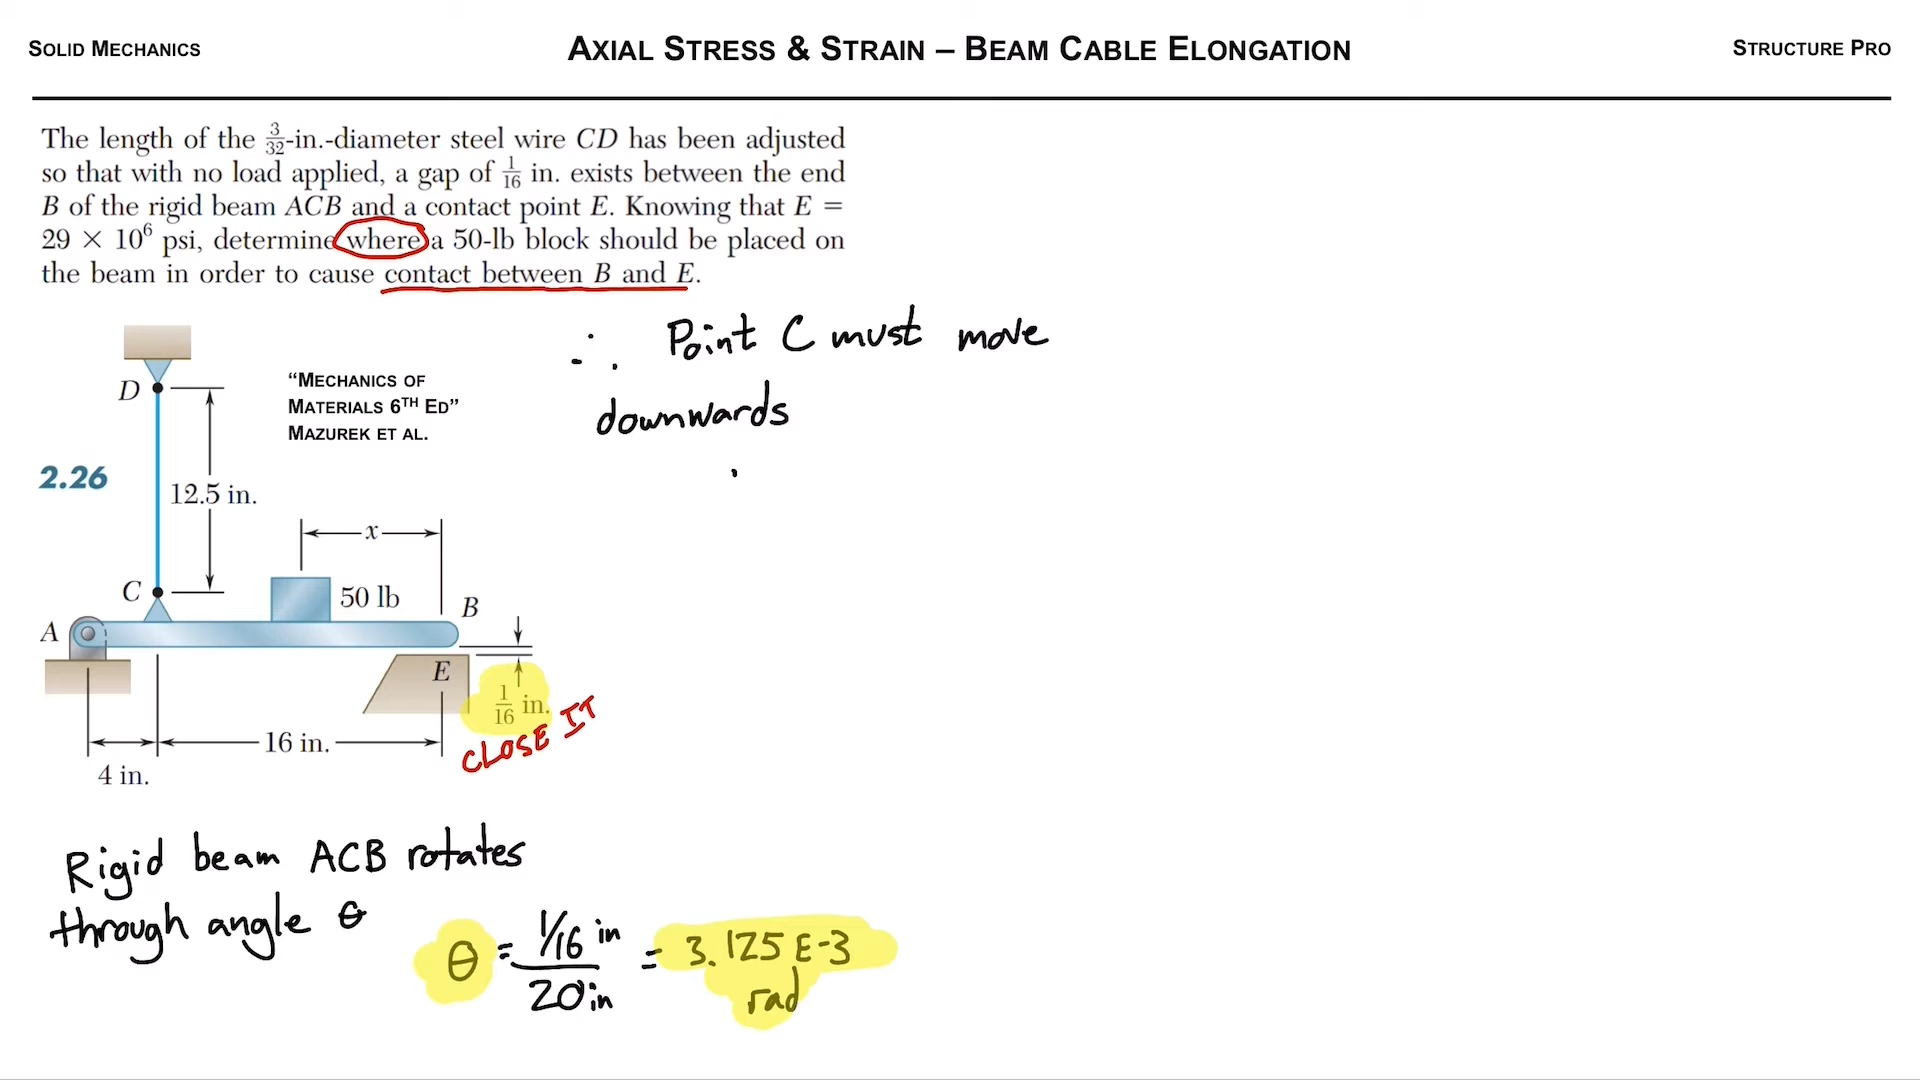 SOLID MECHANICS
AXIAL STRESS & STRAIN – BEAM CABLE ELONGATION
STRUCTURE PRO
The length of the 3/32-in.-diameter steel wire CD has been adjusted
so that with no load applied, a gap of 1/16 in. exists between the end
B of the rigid beam ACB and a contact point E. Knowing that E =
29 × 10⁶ psi, determine where a 50-lb block should be placed on
the beam in order to cause contact between B and E.
∴ Point C must move
downwards
D
“MECHANICS OF
MATERIALS 6TH ED”
MAZUREK ET AL.
2.26
12.5 in.
x
C
50 lb
B
A
E
1/16 in.
CLOSE IT
16 in.
4 in.
Rigid beam ACB rotates
through angle θ
θ = 1/16 in / 20 in = 3.125 E-3
rad